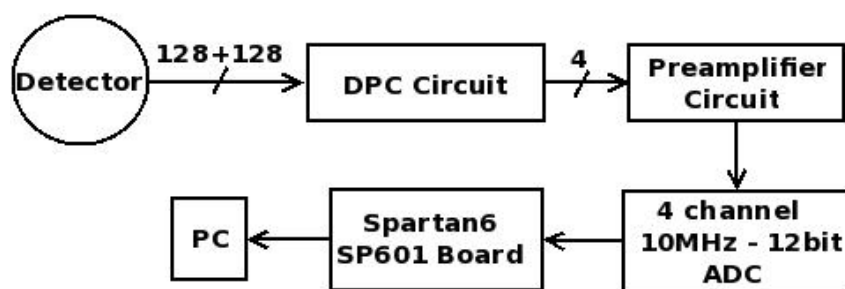 128+128
Detector
DPC Circuit
4
Preamplifier
Circuit
PC
Spartan6
SP601 Board
4 channel
10MHz - 12bit
ADC